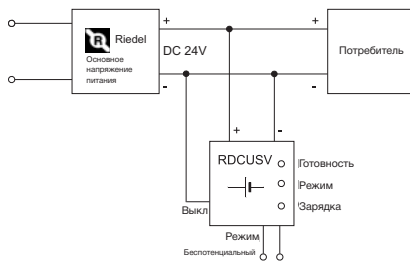 R Riedel
Основное
напряжение
питания
+
-
DC 24V
+
-
Потребитель
+
-
RDCUSV
Готовность
Режим
Зарядка
Выкл
Режим
Беспотенциальный